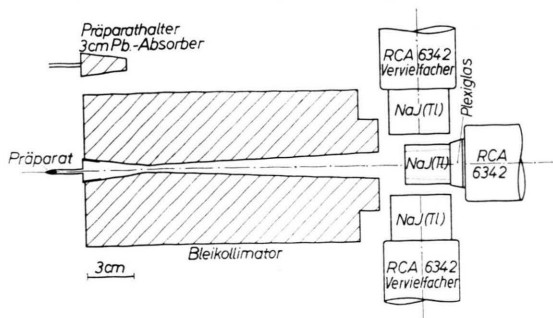 Präparathalter
3cm Pb.-Absorber
RCA 6342
Vervielfacher
NaJ(Tl)
Plexiglas
Präparat
NaJ(Tl)
RCA
6342
NaJ(Tl)
Bleikollimator
3cm
RCA 6342
Vervielfacher